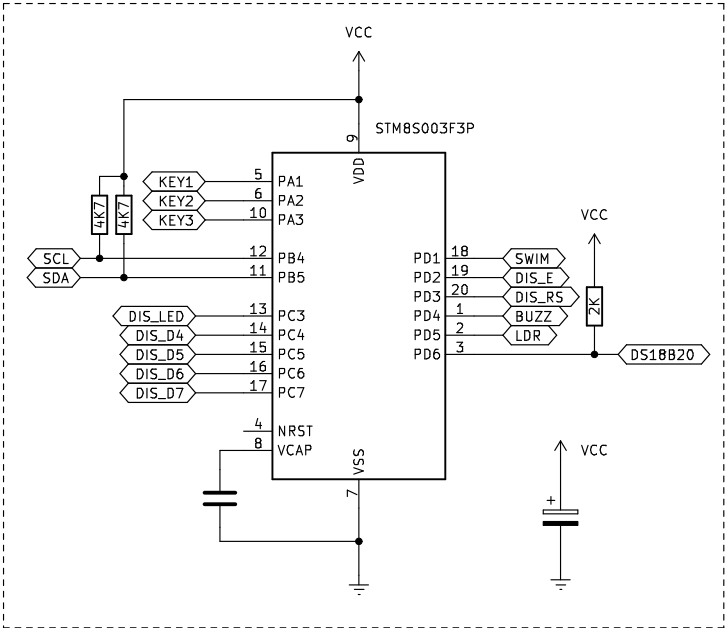 VCC
STM8S003F3P
9
VDD
KEY1 5 PA1
KEY2 6 PA2
KEY3 10 PA3
4K7 4K7
VCC
SCL 12 PB4 PD1 18 SWIM
SDA 11 PB5 PD2 19 DIS_E
PD3 20 DIS_RS
2K
DIS_LED 13 PC3 PD4 1 BUZZ
DIS_D4 14 PC4 PD5 2 LDR
DIS_D5 15 PC5 PD6 3 DS18B20
DIS_D6 16 PC6
DIS_D7 17 PC7
4 NRST
8 VCAP
VSS
7
VCC
+